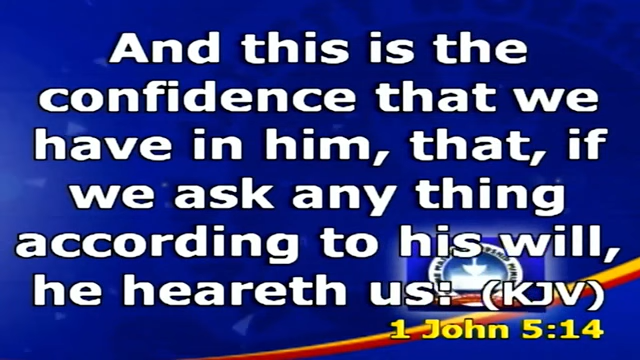 And this is the
confidence that we
have in him, that, if
we ask any thing
according to his will,
he heareth us: (KJV)
1 John 5:14